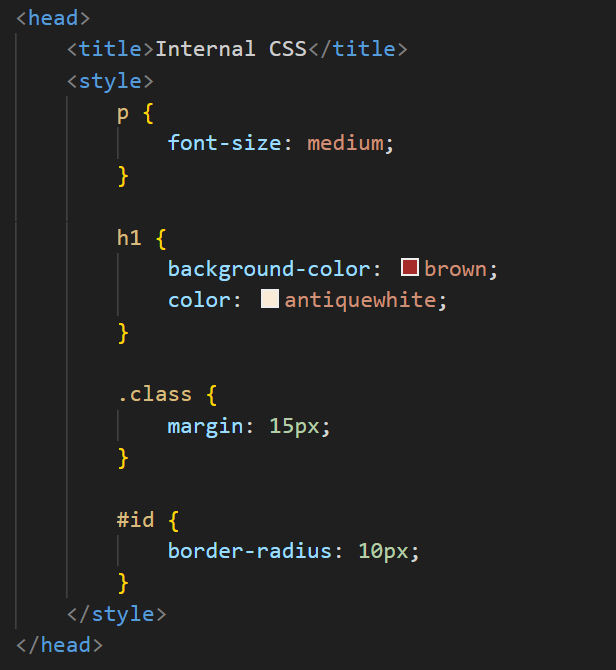 <head>
    <title>Internal CSS</title>
    <style>
        p {
            font-size: medium;
        }

        h1 {
            background-color: brown;
            color: antiquewhite;
        }

        .class {
            margin: 15px;
        }

        #id {
            border-radius: 10px;
        }
    </style>
</head>